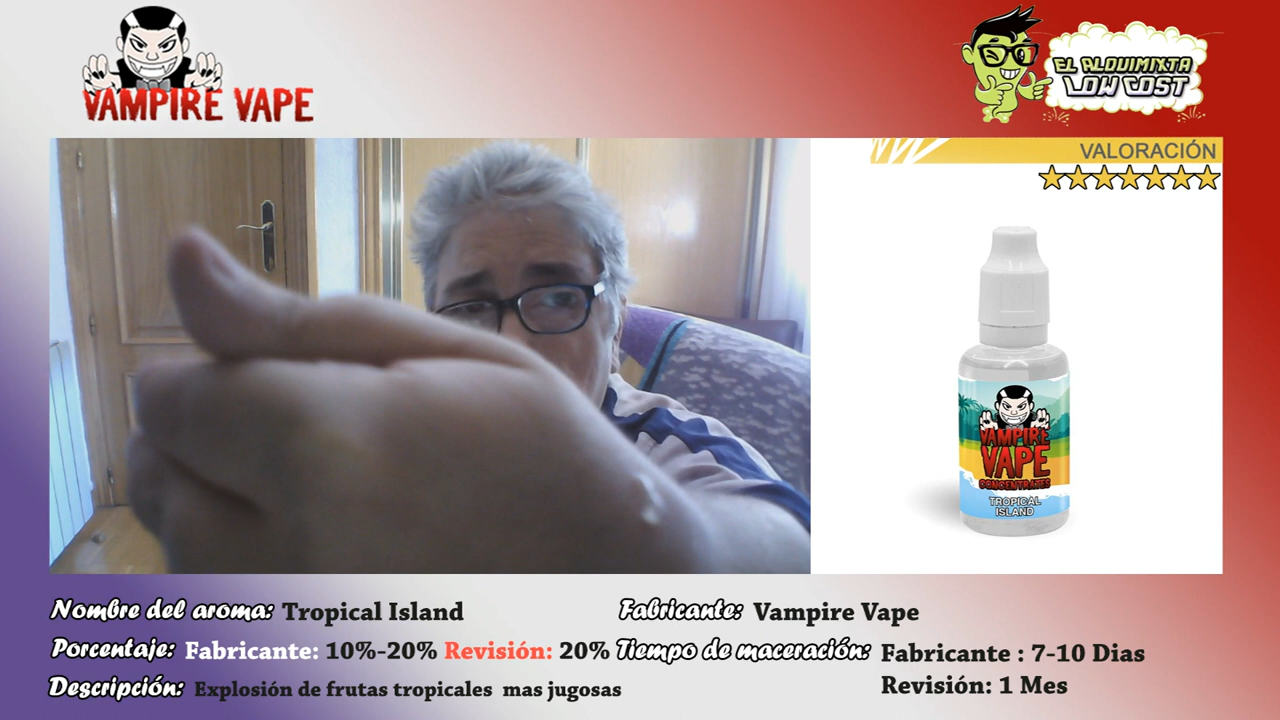 VAMPIRE VAPE
EL ALQUIMIXTA
LOW COST
VALORACIÓN
VAMPIRE
VAPE
CONCENTRATES
TROPICAL
ISLAND
Nombre del aroma: Tropical Island
Fabricante: Vampire Vape
Porcentaje: Fabricante: 10%-20% Revisión: 20%
Tiempo de maceración: Fabricante : 7-10 Dias
Revisión: 1 Mes
Descripción: Explosión de frutas tropicales mas jugosas